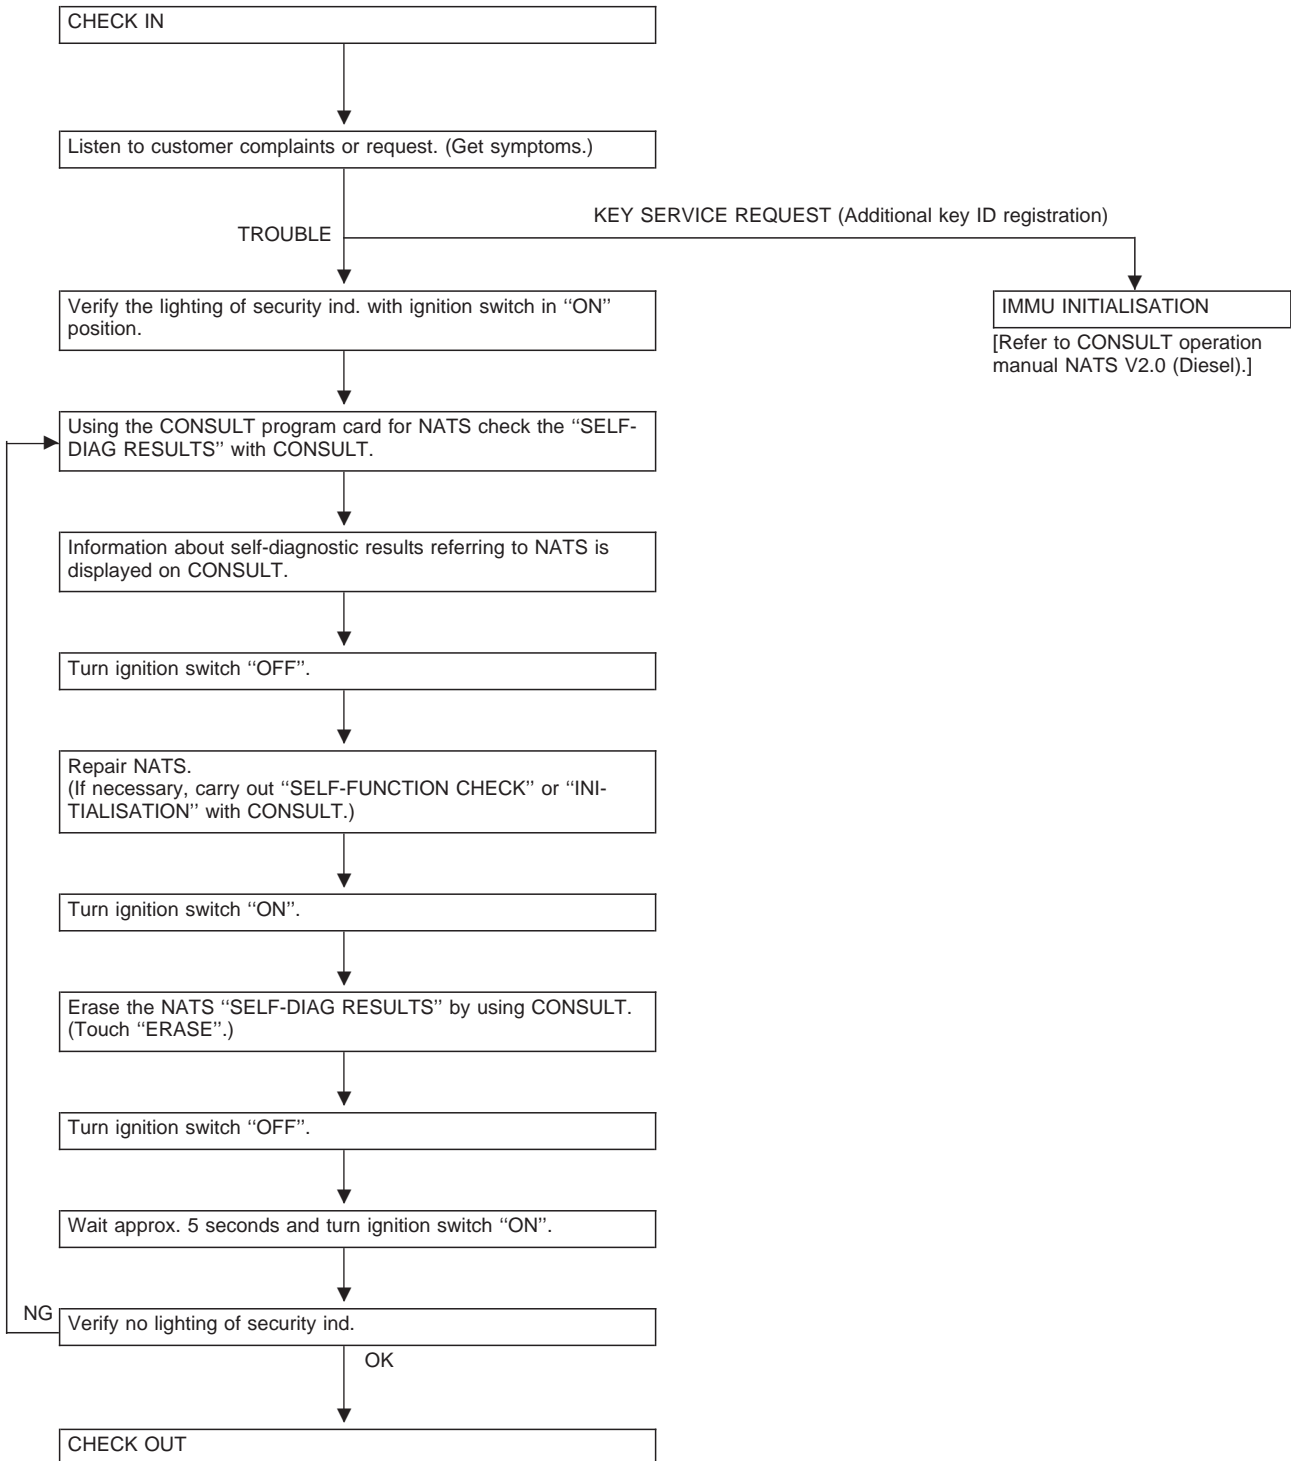 CHECK IN
Listen to customer complaints or request. (Get symptoms.)
KEY SERVICE REQUEST (Additional key ID registration)
TROUBLE
Verify the lighting of security ind. with ignition switch in ‘‘ON’’
position.
IMMU INITIALISATION
[Refer to CONSULT operation
manual NATS V2.0 (Diesel).]
Using the CONSULT program card for NATS check the ‘‘SELF-
DIAG RESULTS’’ with CONSULT.
Information about self-diagnostic results referring to NATS is
displayed on CONSULT.
Turn ignition switch ‘‘OFF’’.
Repair NATS.
(If necessary, carry out ‘‘SELF-FUNCTION CHECK’’ or ‘‘INI-
TIALISATION’’ with CONSULT.)
Turn ignition switch ‘‘ON’’.
Erase the NATS ‘‘SELF-DIAG RESULTS’’ by using CONSULT.
(Touch ‘‘ERASE’’.)
Turn ignition switch ‘‘OFF’’.
Wait approx. 5 seconds and turn ignition switch ‘‘ON’’.
NG
Verify no lighting of security ind.
OK
CHECK OUT